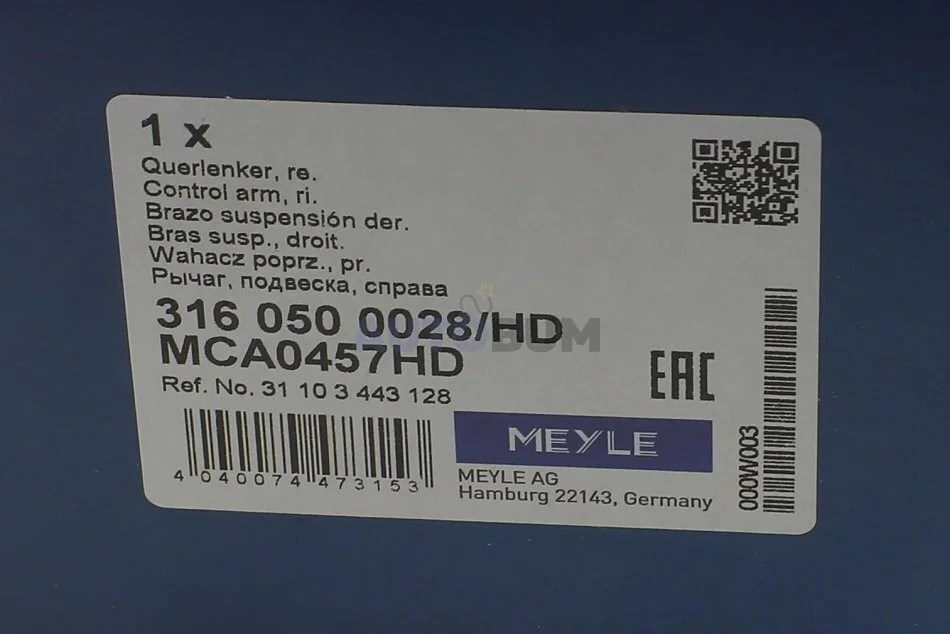 1 x
Querlenker, re.
Control arm, ri.
Brazo suspensión der.
Bras susp., droit.
Wahacz poprz., pr.
Рычаг, подвеска, справа
316 050 0028/HD
MCA0457HD
Ref. No. 31 10 3 443 128
4 040074 473153
MEYLE
MEYLE AG
Hamburg 22143, Germany
EAC
000W003